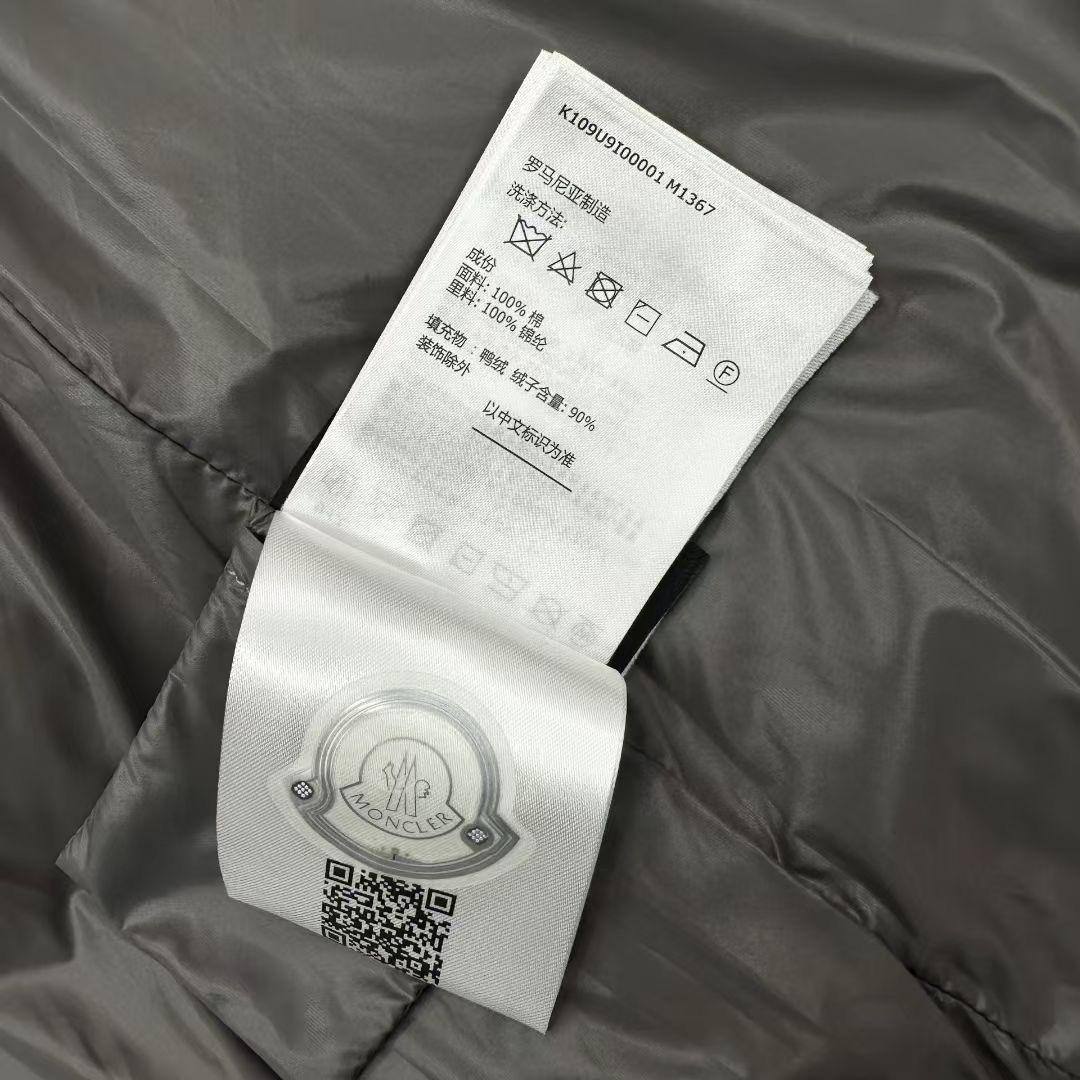 K109U9I00001 M1367
罗马尼亚制造
洗涤方法:
F
成份
面料: 100% 棉
里料: 100% 锦纶
填充物 : 鸭绒 绒子含量: 90%
装饰除外
以中文标识为准
MONCLER